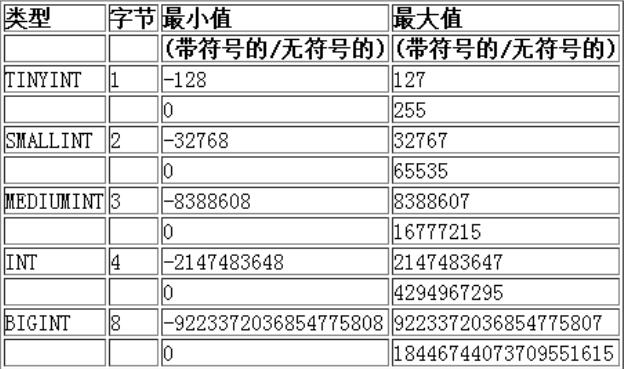 类型 字节 最小值 最大值
(带符号的/无符号的) (带符号的/无符号的)
TINYINT 1 -128 127
0 255
SMALLINT 2 -32768 32767
0 65535
MEDIUMINT 3 -8388608 8388607
0 16777215
INT 4 -2147483648 2147483647
0 4294967295
BIGINT 8 -9223372036854775808 9223372036854775807
0 18446744073709551615